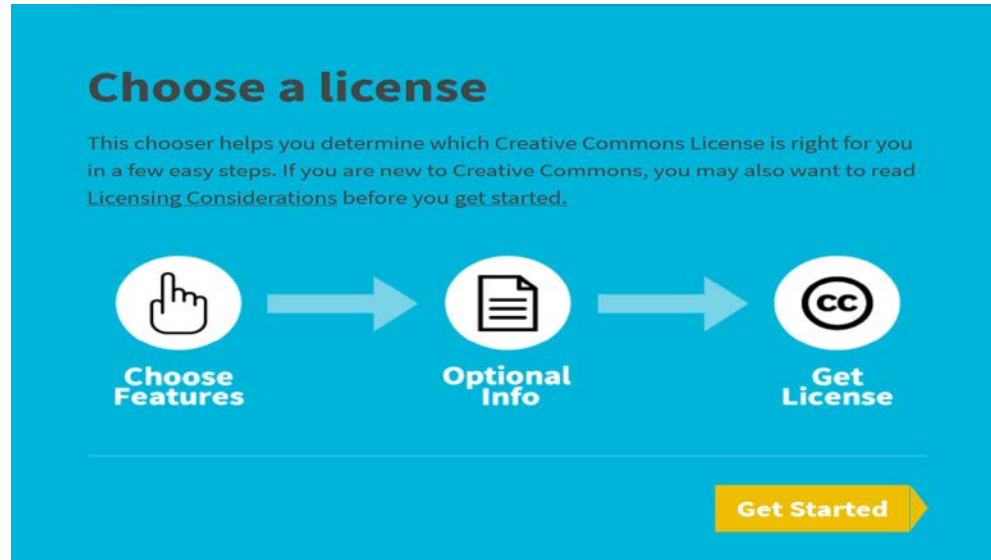 Choose a license
This chooser helps you determine which Creative Commons License is right for you
in a few easy steps. If you are new to Creative Commons, you may also want to read
Licensing Considerations before you get started.
cc
Choose
Features
Optional
Info
Get
License
Get Started